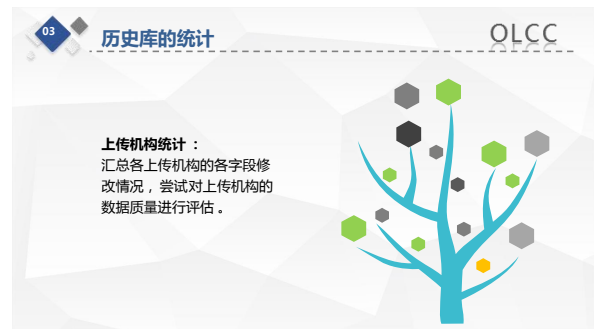 03
历史库的统计
OLCC
上传机构统计：
汇总各上传机构的各字段修
改情况，尝试对上传机构的
数据质量进行评估。